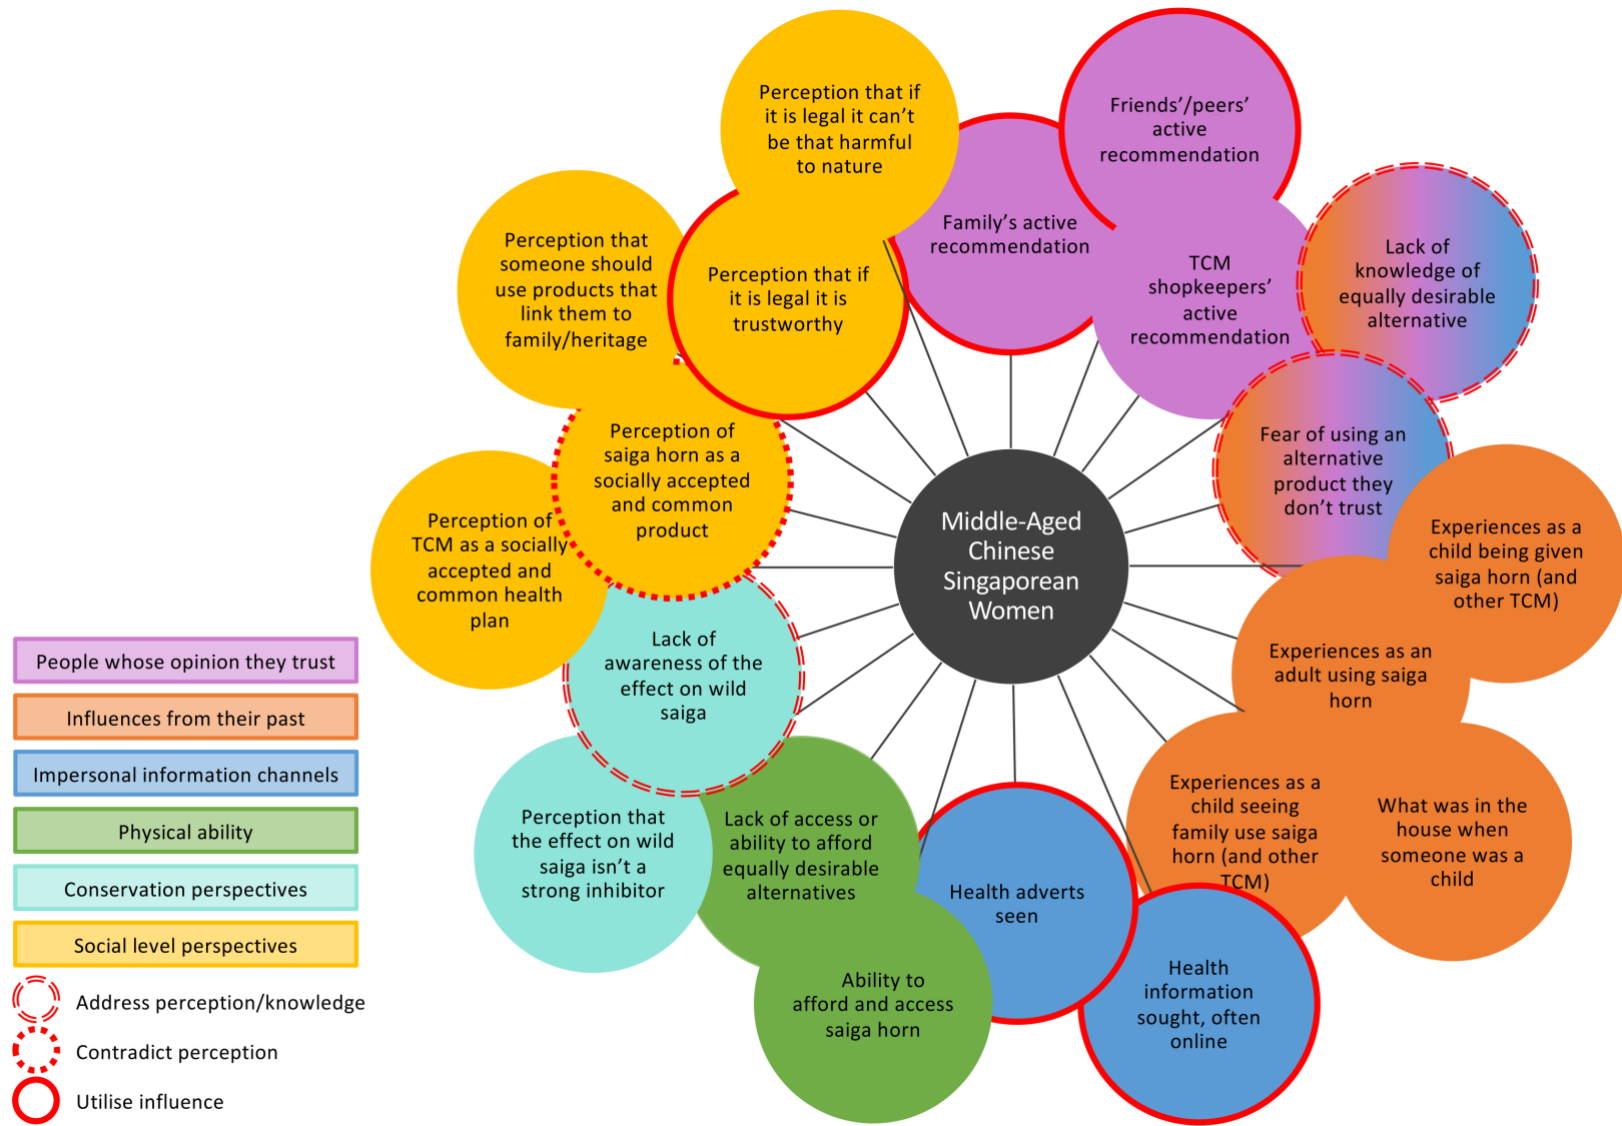 Perception that if
it is legal it can’t
be that harmful
to nature
Friends’/peers’
active
recommendation
Family’s active
recommendation
Perception that
someone should
use products that
link them to
family/heritage
Perception that if
it is legal it is
trustworthy
TCM
shopkeepers’
active
recommendation
Lack of
knowledge of
equally desirable
alternative
Perception of
saiga horn as a
socially accepted
and common
product
Fear of using an
alternative
product they
don’t trust
Perception of
TCM as a socially
accepted and
common health
plan
Middle-Aged
Chinese
Singaporean
Women
Experiences as a
child being given
saiga horn (and
other TCM)
Lack of
awareness of the
effect on wild
saiga
Experiences as an
adult using saiga
horn
Perception that
the effect on wild
saiga isn’t a
strong inhibitor
Lack of access or
ability to afford
equally desirable
alternatives
Health adverts
seen
Experiences as a
child seeing
family use saiga
horn (and other
TCM)
What was in the
house when
someone was a
child
Ability to
afford and access
saiga horn
Health
information
sought, often
online
People whose opinion they trust
Influences from their past
Impersonal information channels
Physical ability
Conservation perspectives
Social level perspectives
Address perception/knowledge
Contradict perception
Utilise influence